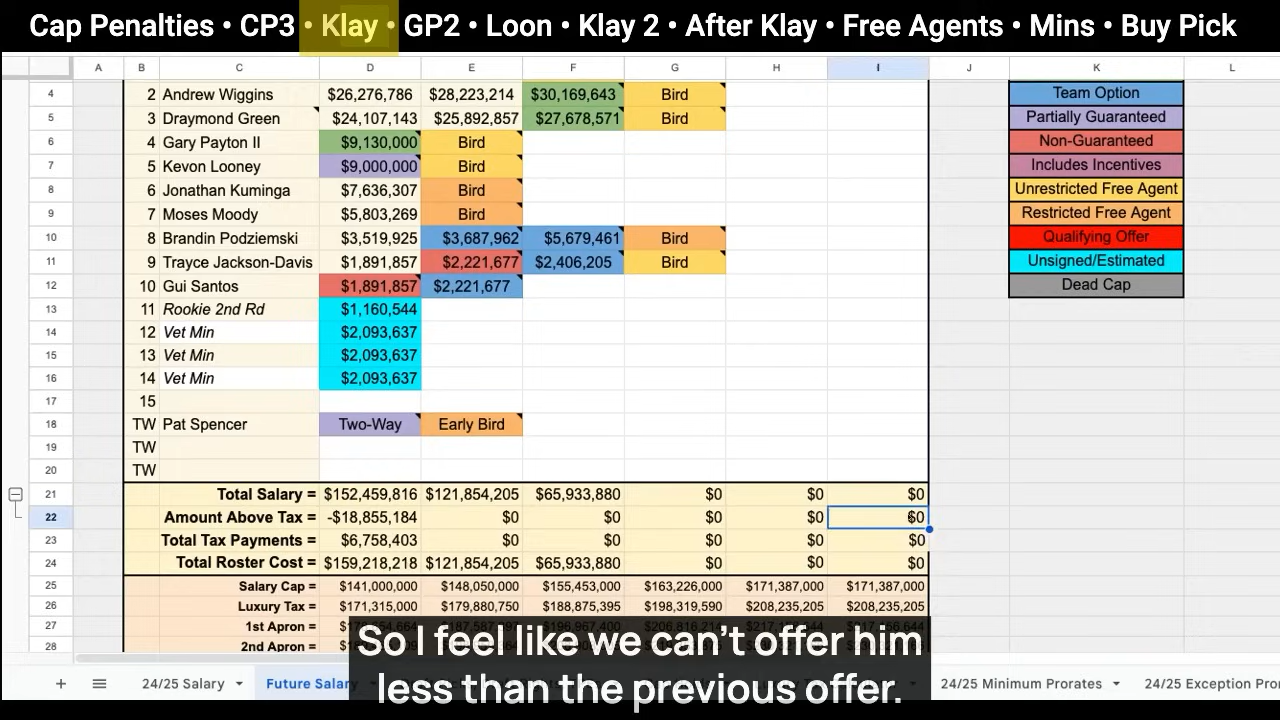 Cap Penalties • CP3 • Klay • GP2 • Loon • Klay 2 • After Klay • Free Agents • Mins • Buy Pick
A B C D E F G H I J K L
4 2 Andrew Wiggins $26,276,786 $28,223,214 $30,169,643 Bird Team Option
5 3 Draymond Green $24,107,143 $25,892,857 $27,678,571 Bird Partially Guaranteed
6 4 Gary Payton II $9,130,000 Bird Non-Guaranteed
7 5 Kevon Looney $9,000,000 Bird Includes Incentives
8 6 Jonathan Kuminga $7,636,307 Bird Unrestricted Free Agent
9 7 Moses Moody $5,803,269 Bird Restricted Free Agent
10 8 Brandin Podziemski $3,519,925 $3,687,962 $5,679,461 Bird Qualifying Offer
11 9 Trayce Jackson-Davis $1,891,857 $2,221,677 $2,406,205 Bird Unsigned/Estimated
12 10 Gui Santos $1,891,857 $2,221,677 Dead Cap
13 11 Rookie 2nd Rd $1,160,544
14 12 Vet Min $2,093,637
15 13 Vet Min $2,093,637
16 14 Vet Min $2,093,637
17 15
18 TW Pat Spencer Two-Way Early Bird
19 TW
20 TW
21 Total Salary = $152,459,816 $121,854,205 $65,933,880 $0 $0 $0
22 Amount Above Tax = -$18,855,184 $0 $0 $0 $0 $0
23 Total Tax Payments = $6,758,403 $0 $0 $0 $0 $0
24 Total Roster Cost = $159,218,218 $121,854,205 $65,933,880 $0 $0 $0
25 Salary Cap = $141,000,000 $148,050,000 $155,453,000 $163,226,000 $171,387,000 $171,387,000
26 Luxury Tax = $171,315,000 $179,880,750 $188,875,395 $198,319,590 $208,235,205 $208,235,205
27 1st Apron =
28 2nd Apron =
So I feel like we can't offer him
less than the previous offer.
24/25 Salary Future Salary 24/25 Minimum Prorates 24/25 Exception